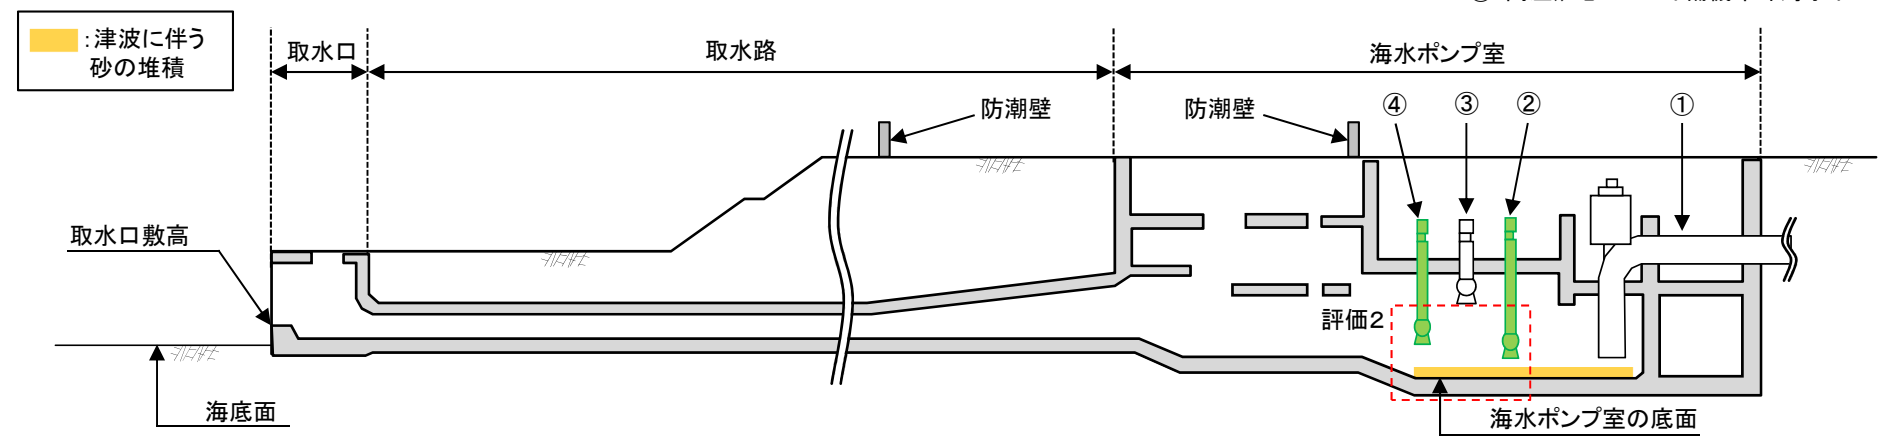 :津波に伴う
砂の堆積
取水口
取水路
海水ポンプ室
防潮壁
防潮壁
④
③
②
①
取水口敷高
評価2
海底面
海水ポンプ室の底面